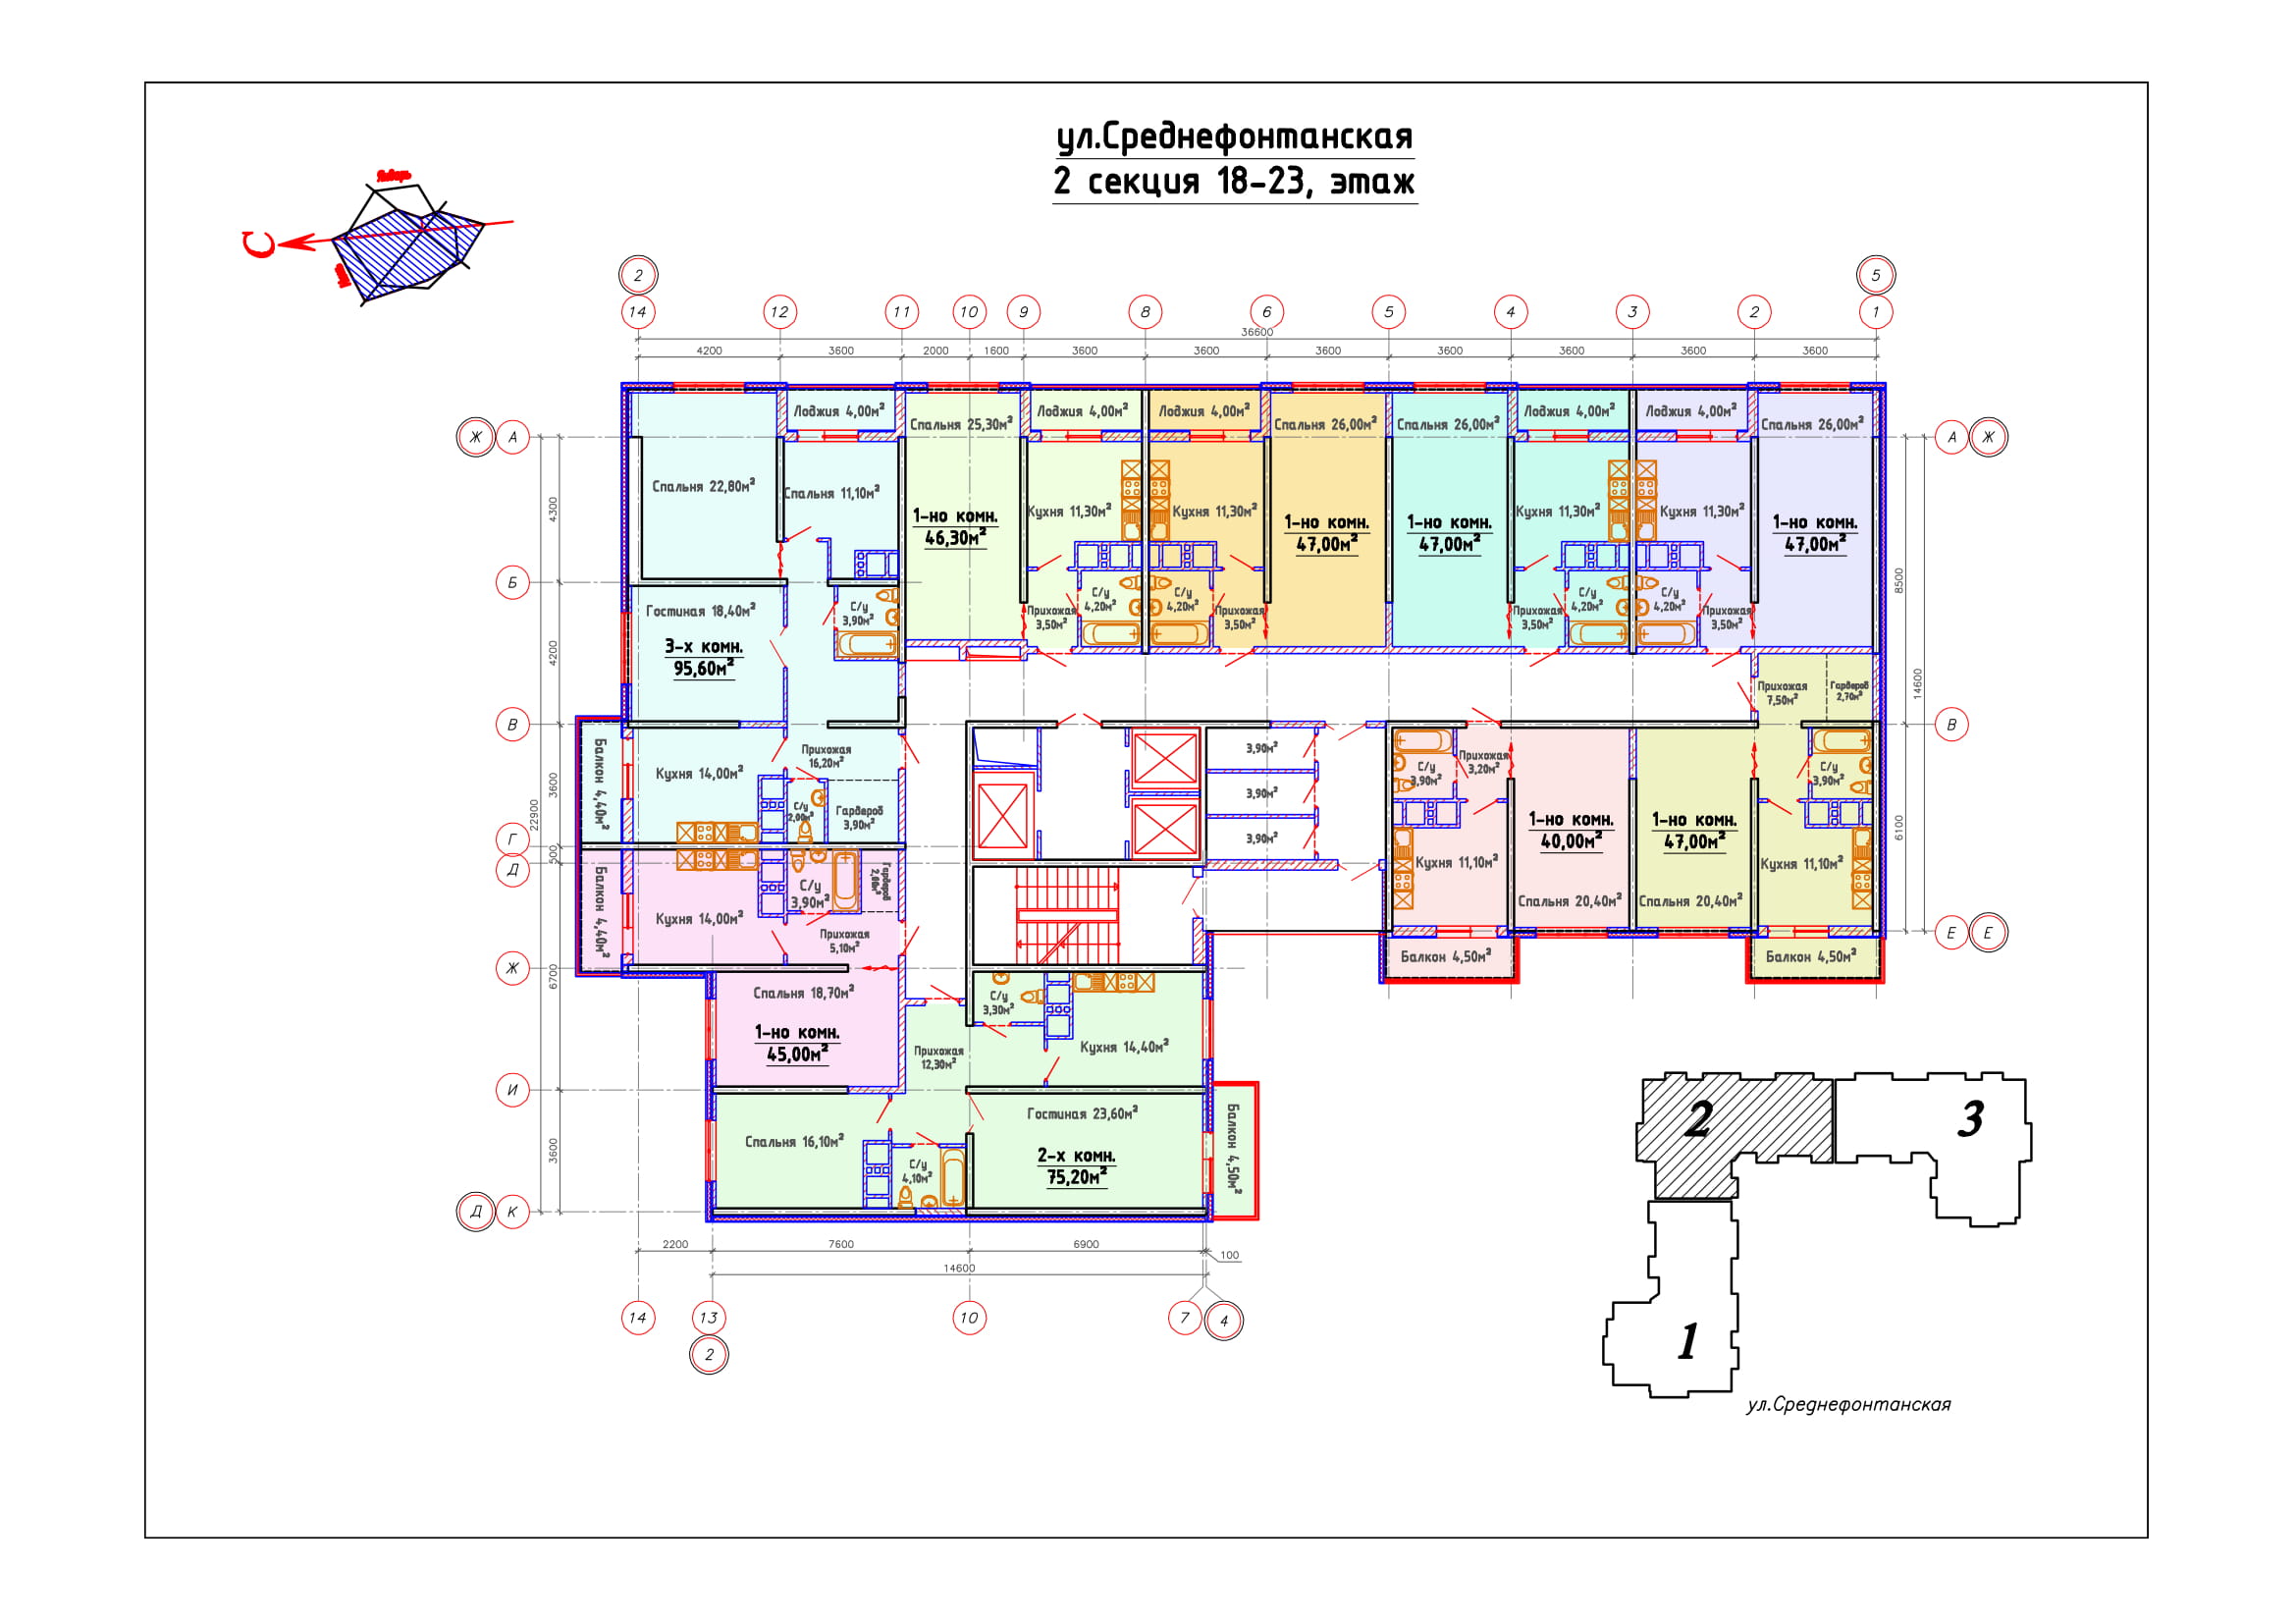 ул.Среднефонтанская
2 секция 18-23, этаж
Январь
С
2
5
14
12
11
10
9
8
6
5
4
3
2
1
36600
4200
3600
2000
1600
3600
3600
3600
3600
3600
3600
3600
Ж А
Б
В
Г
Д
Ж
И
Д К
А Ж
В
Е Е
4300
4200
3600
500
6700
3600
22900
8500
6100
14600
Лоджия 4,00м²
Спальня 22,80м²
Спальня 11,10м²
Гостиная 18,40м²
С/у
3,90м²
3-х комн.
95,60м²
Балкон 4,40м²
Кухня 14,00м²
Прихожая
16,20м²
С/у
2,00м²
Гардероб
3,90м²
Спальня 25,30м²
1-но комн.
46,30м²
Лоджия 4,00м²
Кухня 11,30м²
С/у
4,20м²
Прихожая
3,50м²
Лоджия 4,00м²
Кухня 11,30м²
С/у
4,20м²
Прихожая
3,50м²
Спальня 26,00м²
1-но комн.
47,00м²
Спальня 26,00м²
1-но комн.
47,00м²
Лоджия 4,00м²
Кухня 11,30м²
С/у
4,20м²
Прихожая
3,50м²
Лоджия 4,00м²
Кухня 11,30м²
С/у
4,20м²
Прихожая
3,50м²
Спальня 26,00м²
1-но комн.
47,00м²
Прихожая
7,50м²
Гардероб
2,70м²
3,90м²
3,90м²
3,90м²
С/у
3,90м²
Прихожая
3,20м²
Кухня 11,10м²
1-но комн.
40,00м²
Спальня 20,40м²
Балкон 4,50м²
1-но комн.
47,00м²
Спальня 20,40м²
С/у
3,90м²
Кухня 11,10м²
Балкон 4,50м²
Балкон 4,40м²
Кухня 14,00м²
С/у
3,90м²
Гардероб
Прихожая
5,10м²
Спальня 18,70м²
1-но комн.
45,00м²
С/у
3,30м²
Прихожая
12,30м²
Кухня 14,40м²
Гостиная 23,60м²
2-х комн.
75,20м²
Спальня 16,10м²
С/у
4,10м²
Балкон 4,50м²
2200
7600
6900
100
14600
14
13
10
7
4
2
2
3
1
ул.Среднефонтанская